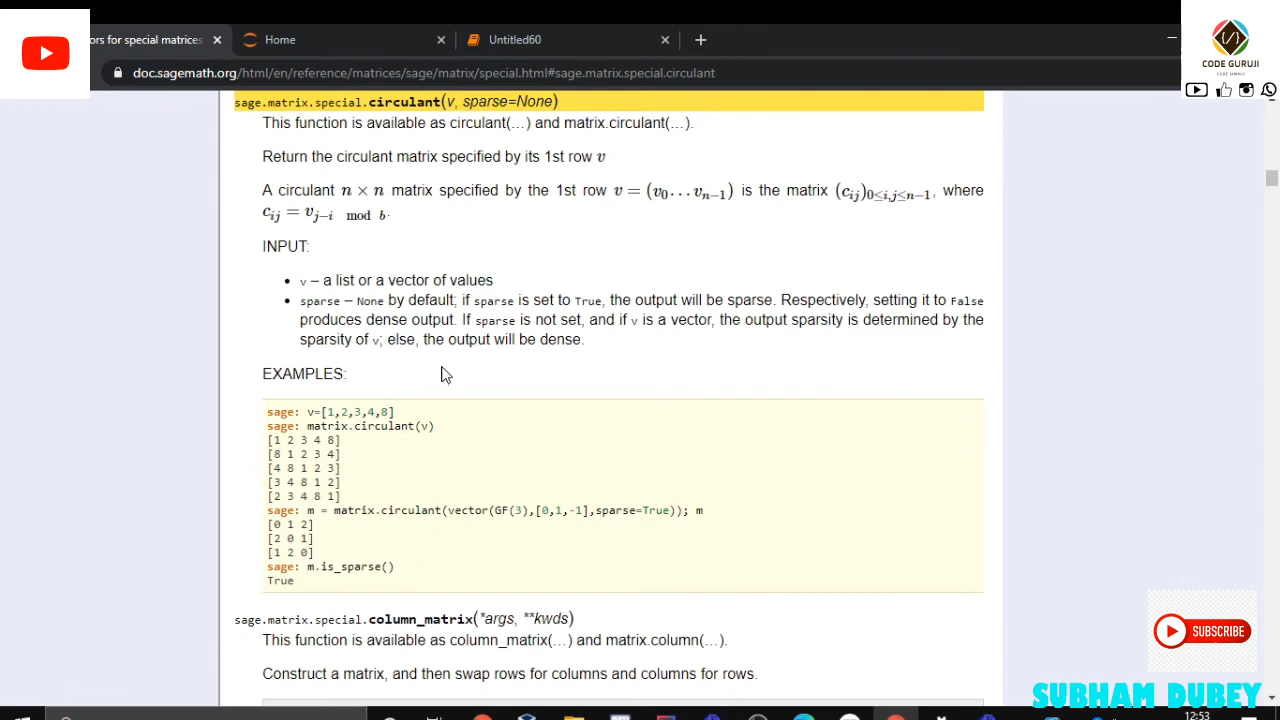 ors for special matrices ×
Home ×
Untitled60 ×
CODE GURUJI
CODE SIMPLY
doc.sagemath.org/html/en/reference/matrices/sage/matrix/special.html#sage.matrix.special.circulant
sage.matrix.special.circulant(v, sparse=None)
This function is available as circulant(…) and matrix.circulant(…).
Return the circulant matrix specified by its 1st row v
A circulant n × n matrix specified by the 1st row v = (v0…vn−1) is the matrix (cij)0≤i,j≤n−1, where
cij = vj−i mod b.
INPUT:
• v – a list or a vector of values
• sparse – None by default; if sparse is set to True, the output will be sparse. Respectively, setting it to False
produces dense output. If sparse is not set, and if v is a vector, the output sparsity is determined by the
sparsity of v; else, the output will be dense.
EXAMPLES:
sage: v=[1,2,3,4,8]
sage: matrix.circulant(v)
[1 2 3 4 8]
[8 1 2 3 4]
[4 8 1 2 3]
[3 4 8 1 2]
[2 3 4 8 1]
sage: m = matrix.circulant(vector(GF(3),[0,1,-1],sparse=True)); m
[0 1 2]
[2 0 1]
[1 2 0]
sage: m.is_sparse()
True
sage.matrix.special.column_matrix(*args, **kwds)
This function is available as column_matrix(…) and matrix.column(…).
Construct a matrix, and then swap rows for columns and columns for rows.
SUBSCRIBE
SUBHAM DUBEY
12:53